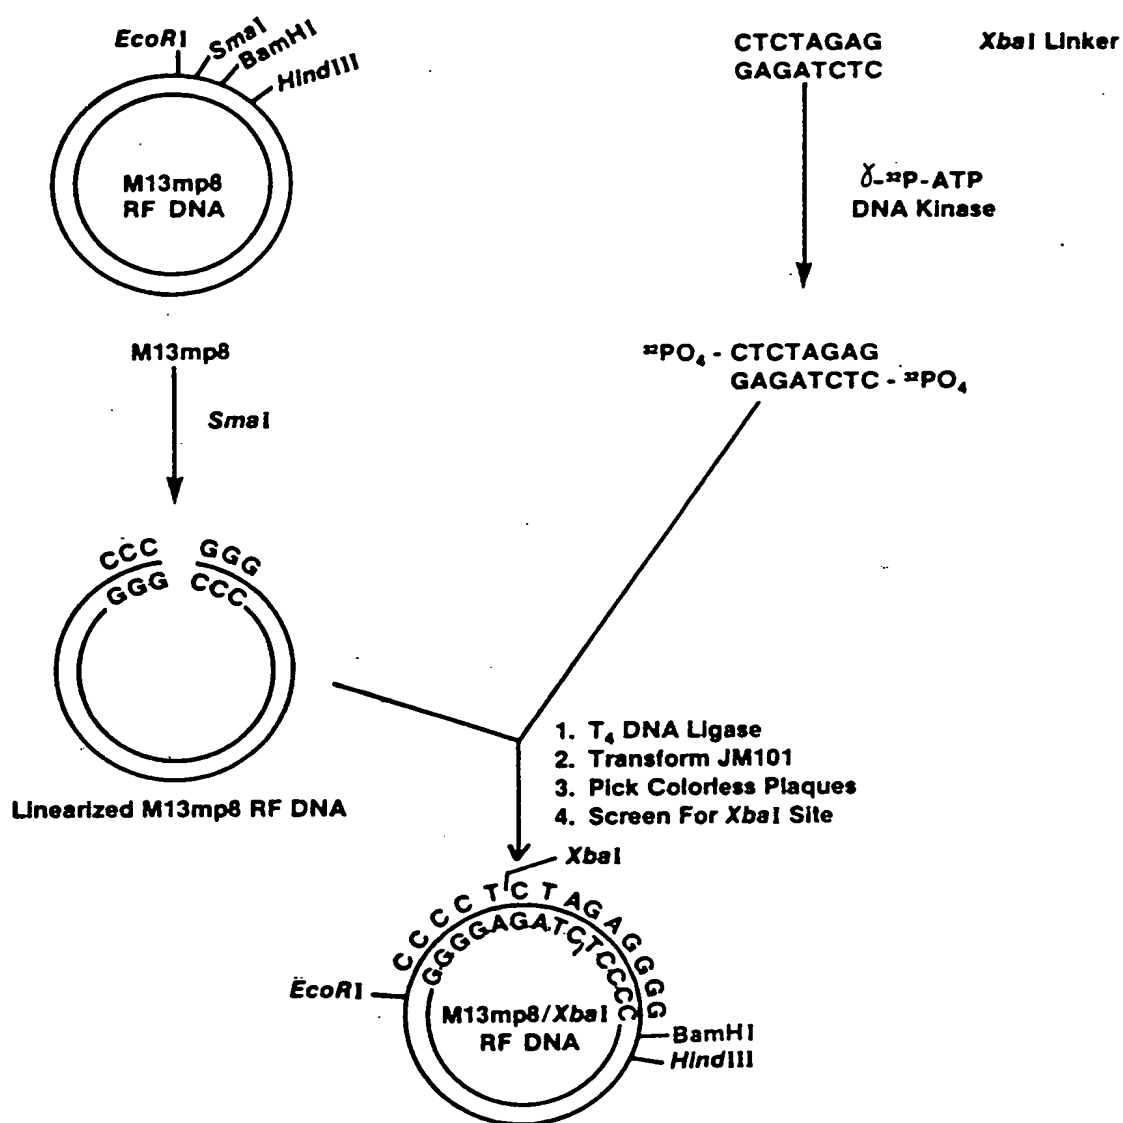 EcoRI
SmaI
BamHI
HindIII
M13mp8
RF DNA
M13mp8
SmaI
CCC GGG
GGG CCC
Linearized M13mp8 RF DNA
CTCTAGAG
GAGATCTC
XbaI Linker
γ-³²P-ATP
DNA Kinase
³²PO₄ - CTCTAGAG
GAGATCTC - ³²PO₄
1. T₄ DNA Ligase
2. Transform JM101
3. Pick Colorless Plaques
4. Screen For XbaI Site
XbaI
CCCCTCTAGAGGGG
GGGGAGATCTCCCC
EcoRI
M13mp8/XbaI
RF DNA
BamHI
HindIII